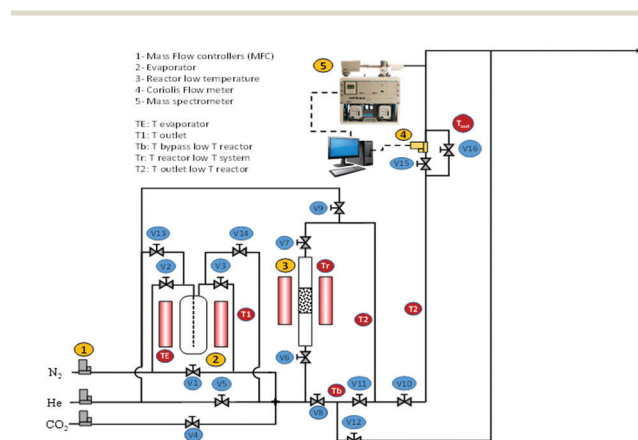 1- Mass Flow controllers (MFC)
2- Evaporator
3- Reactor low temperature
4- Coriolis Flow meter
5- Mass spectrometer
TE: T evaporator
T1: T outlet
Tb: T bypass low T reactor
Tr: T reactor low T system
T2: T outlet low T reactor
5
4
V15
V16
V9
V13
V14
V7
V2
V3
3
Tr
T1
T2
T2
1
TE
2
V6
N2
V1
V5
Tb
V11
V10
He
V8
CO2
V4
V12